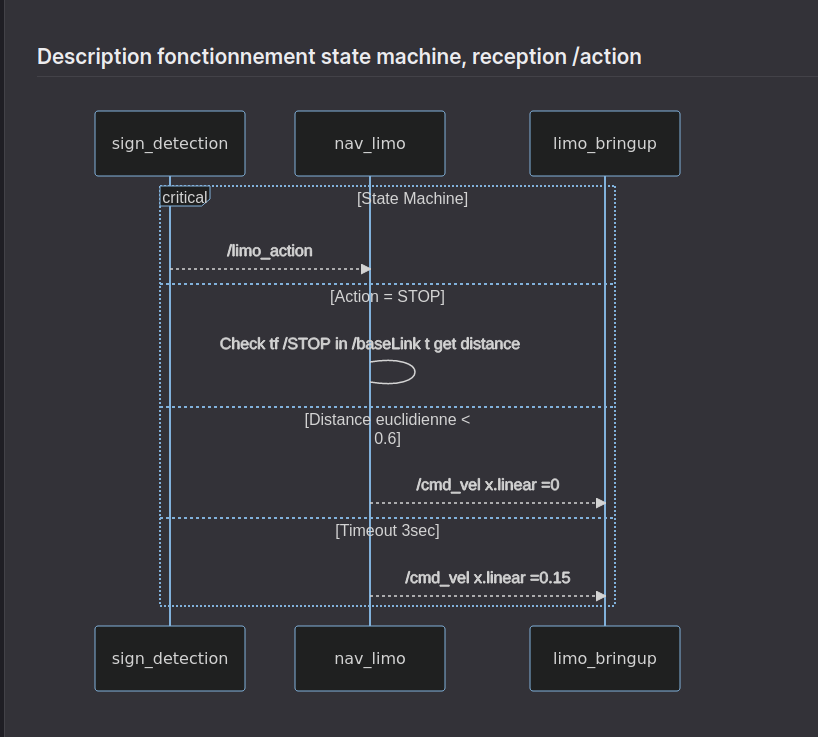 Description fonctionnement state machine, reception /action
sign_detection
nav_limo
limo_bringup
critical
[State Machine]
/limo_action
[Action = STOP]
Check tf /STOP in /baseLink t get distance
[Distance euclidienne <
0.6]
/cmd_vel x.linear =0
[Timeout 3sec]
/cmd_vel x.linear =0.15
sign_detection
nav_limo
limo_bringup